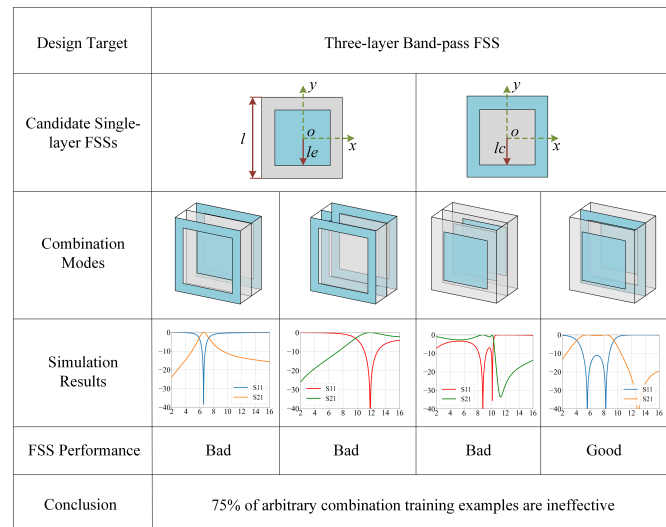 Design Target
Three-layer Band-pass FSS
Candidate Single-
layer FSSs
y
l
o
x
le
y
o
x
lc
Combination
Modes
Simulation
Results
0
−10
−20
−30
−40
S11
S21
2 4 6 8 10 12 14 16
0
−10
−20
−30
−40
S11
S21
2 4 6 8 10 12 14 16
0
−10
−20
−30
−40
S11
S21
2 4 6 8 10 12 14 16
0
−10
−20
−30
−40
S11
S21
2 4 6 8 10 12 14 16
FSS Performance
Bad
Bad
Bad
Good
Conclusion
75% of arbitrary combination training examples are ineffective